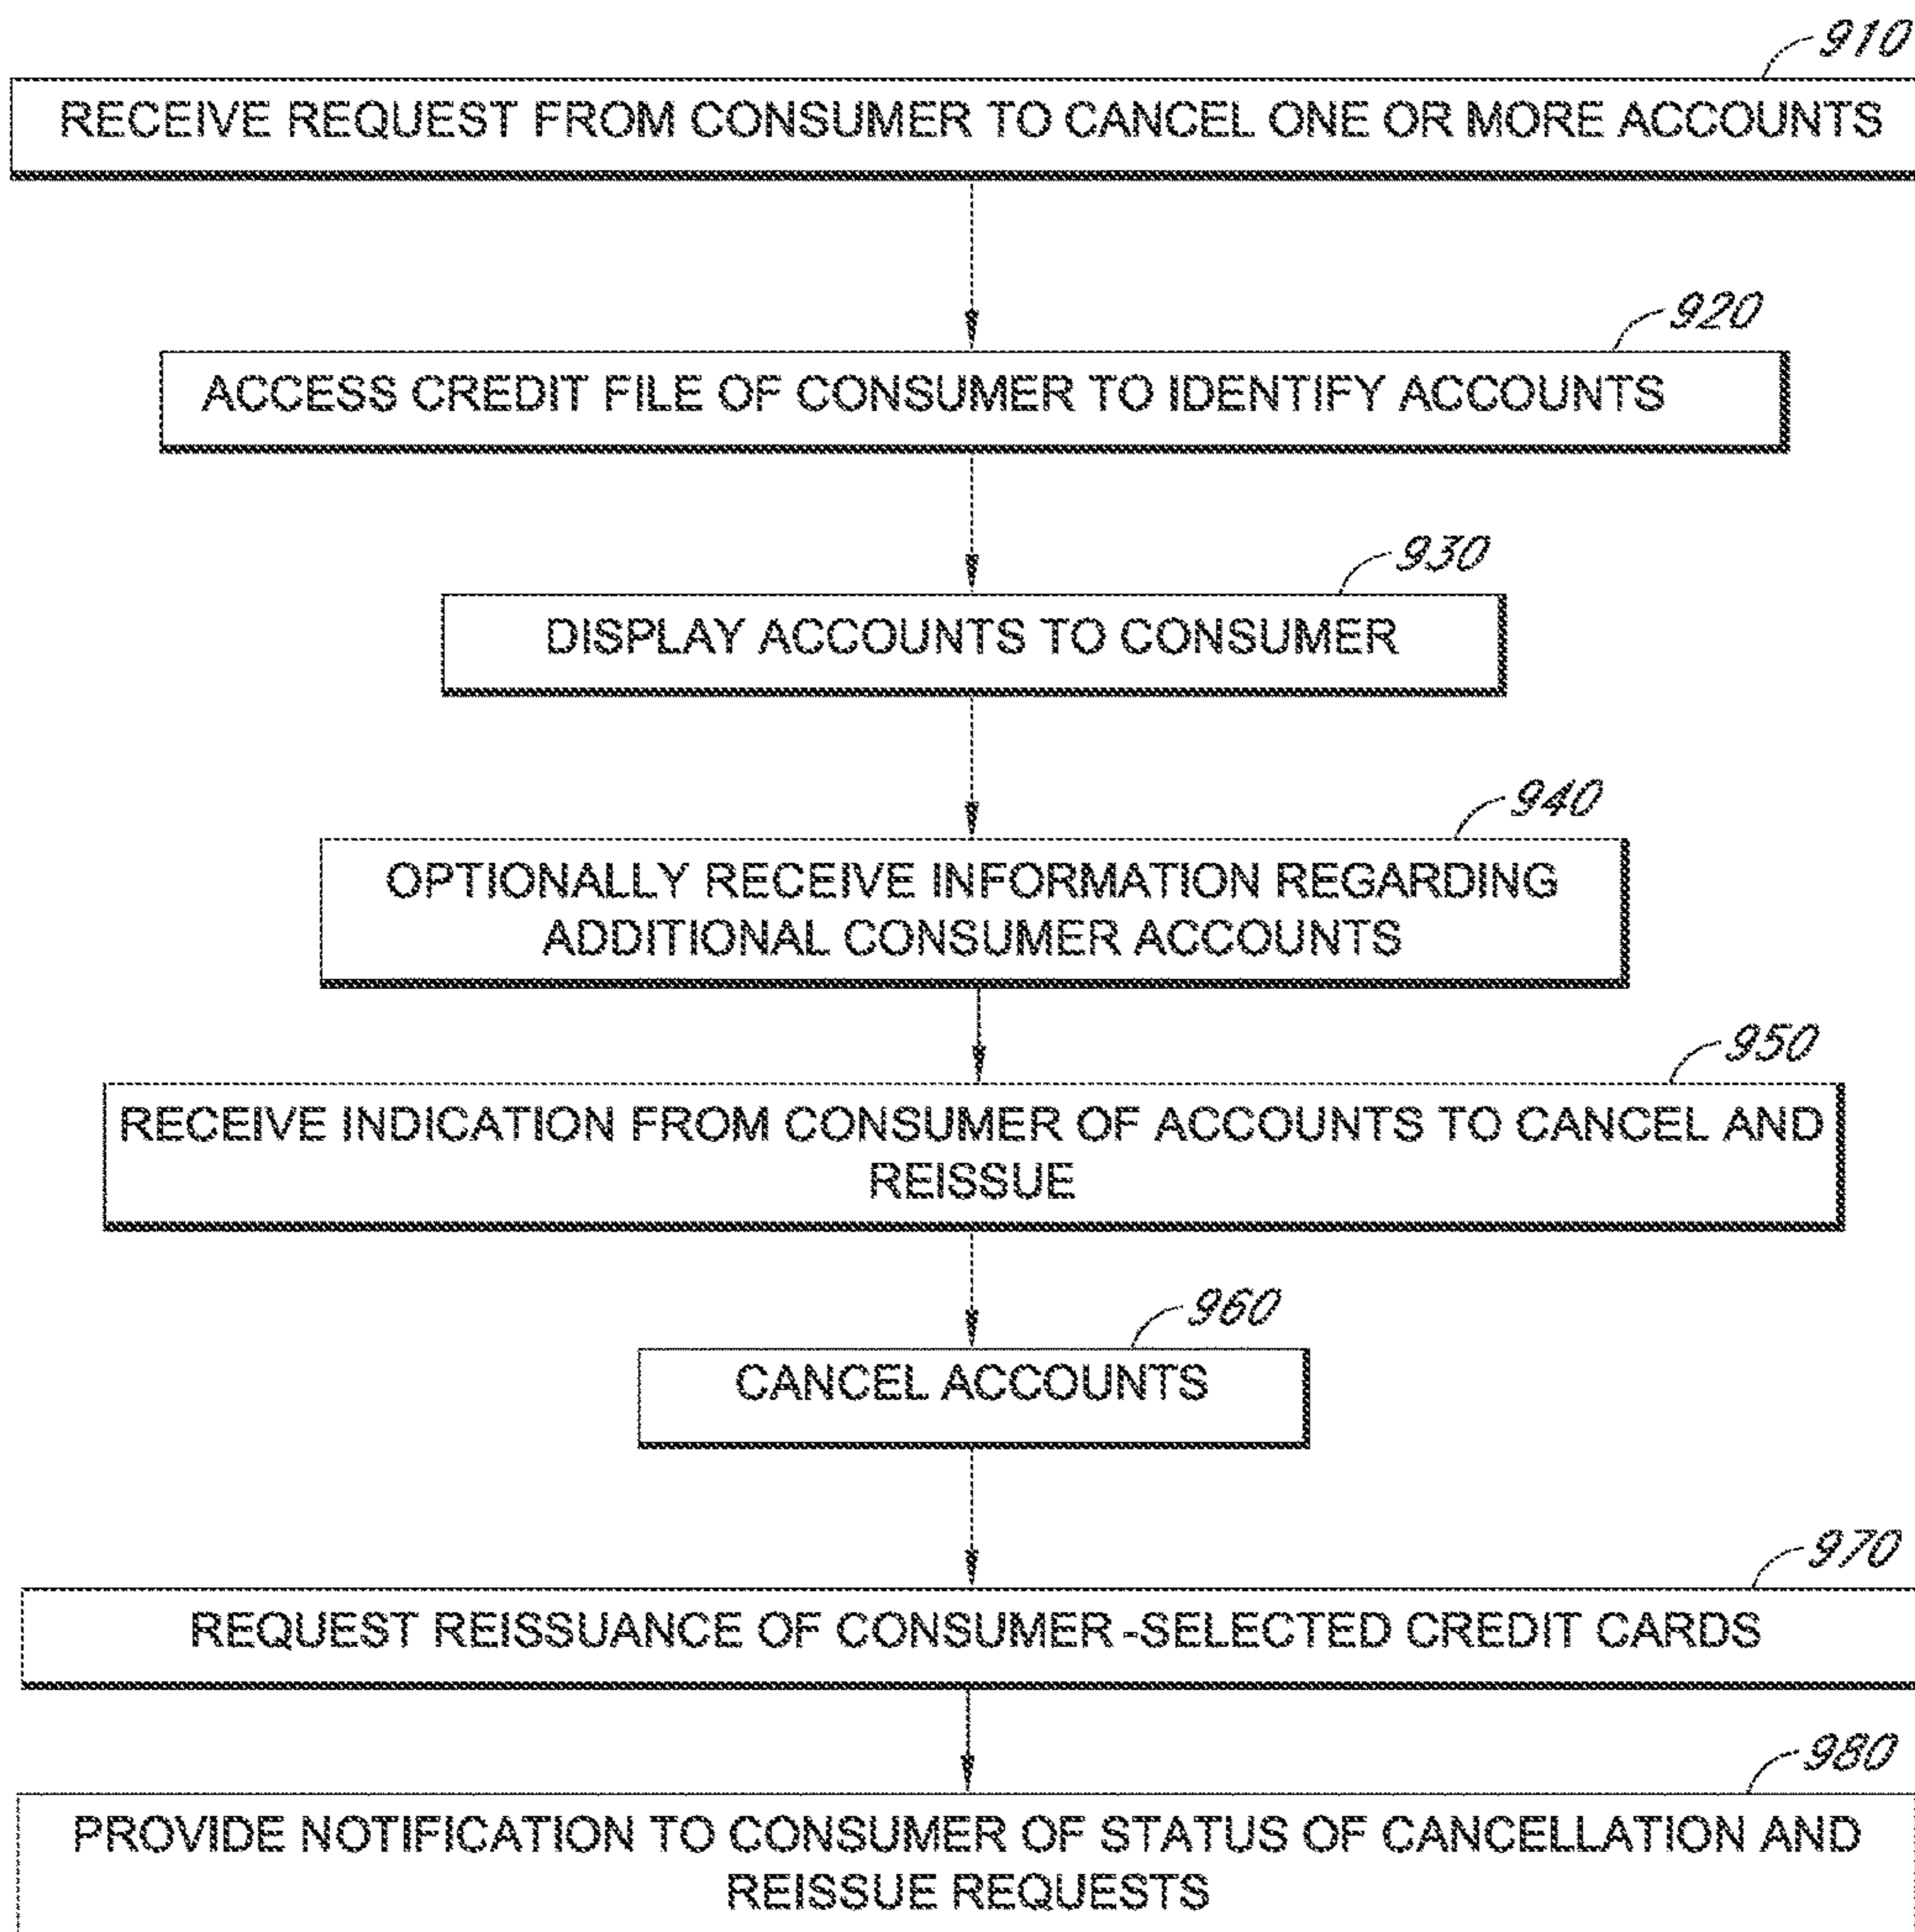 910
RECEIVE REQUEST FROM CONSUMER TO CANCEL ONE OR MORE ACCOUNTS
920
ACCESS CREDIT FILE OF CONSUMER TO IDENTIFY ACCOUNTS
930
DISPLAY ACCOUNTS TO CONSUMER
940
OPTIONALLY RECEIVE INFORMATION REGARDING
ADDITIONAL CONSUMER ACCOUNTS
950
RECEIVE INDICATION FROM CONSUMER OF ACCOUNTS TO CANCEL AND
REISSUE
960
CANCEL ACCOUNTS
970
REQUEST REISSUANCE OF CONSUMER-SELECTED CREDIT CARDS
980
PROVIDE NOTIFICATION TO CONSUMER OF STATUS OF CANCELLATION AND
REISSUE REQUESTS